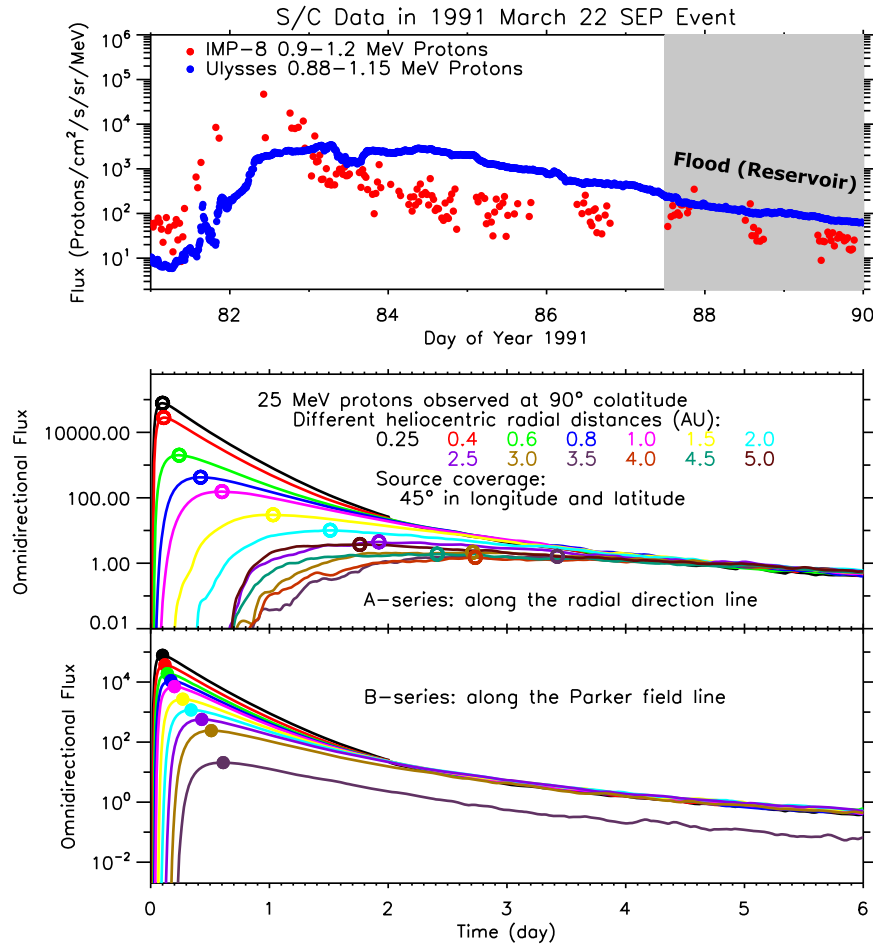 S/C Data in 1991 March 22 SEP Event
10⁶
10⁵
10⁴
10³
10²
10¹
Flux (Protons/cm²/s/sr/MeV)
IMP-8 0.9-1.2 MeV Protons
Ulysses 0.88-1.15 MeV Protons
Flood (Reservoir)
82 84 86 88 90
Day of Year 1991
Omnidirectional Flux
10000.00
100.00
1.00
0.01
25 MeV protons observed at 90° colatitude
Different heliocentric radial distances (AU):
0.25 0.4 0.6 0.8 1.0 1.5 2.0
2.5 3.0 3.5 4.0 4.5 5.0
Source coverage:
45° in longitude and latitude
A-series: along the radial direction line
Omnidirectional Flux
10⁴
10²
10⁰
10⁻²
B-series: along the Parker field line
0 1 2 3 4 5 6
Time (day)